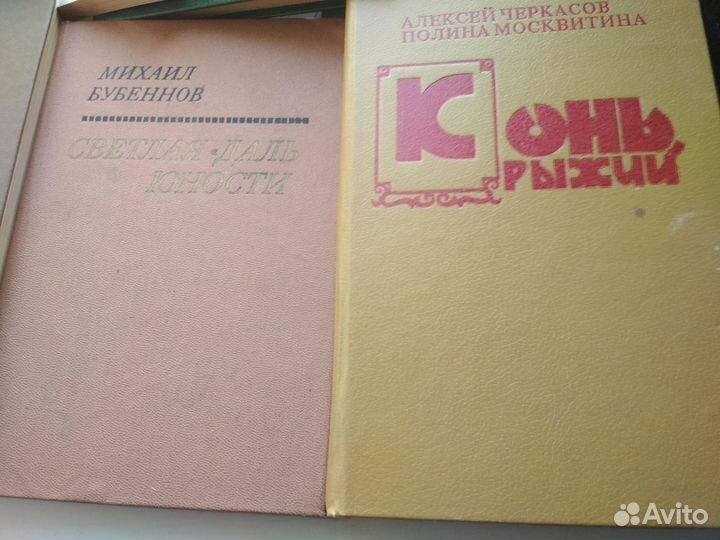 МИХАИЛ
БУБЕННОВ
СВЕТЛАЯ ДАЛЬ
ЮНОСТИ
АЛЕКСЕЙ ЧЕРКАСОВ
ПОЛИНА МОСКВИТИНА
КОНЬ
РЫЖИЙ
Avito